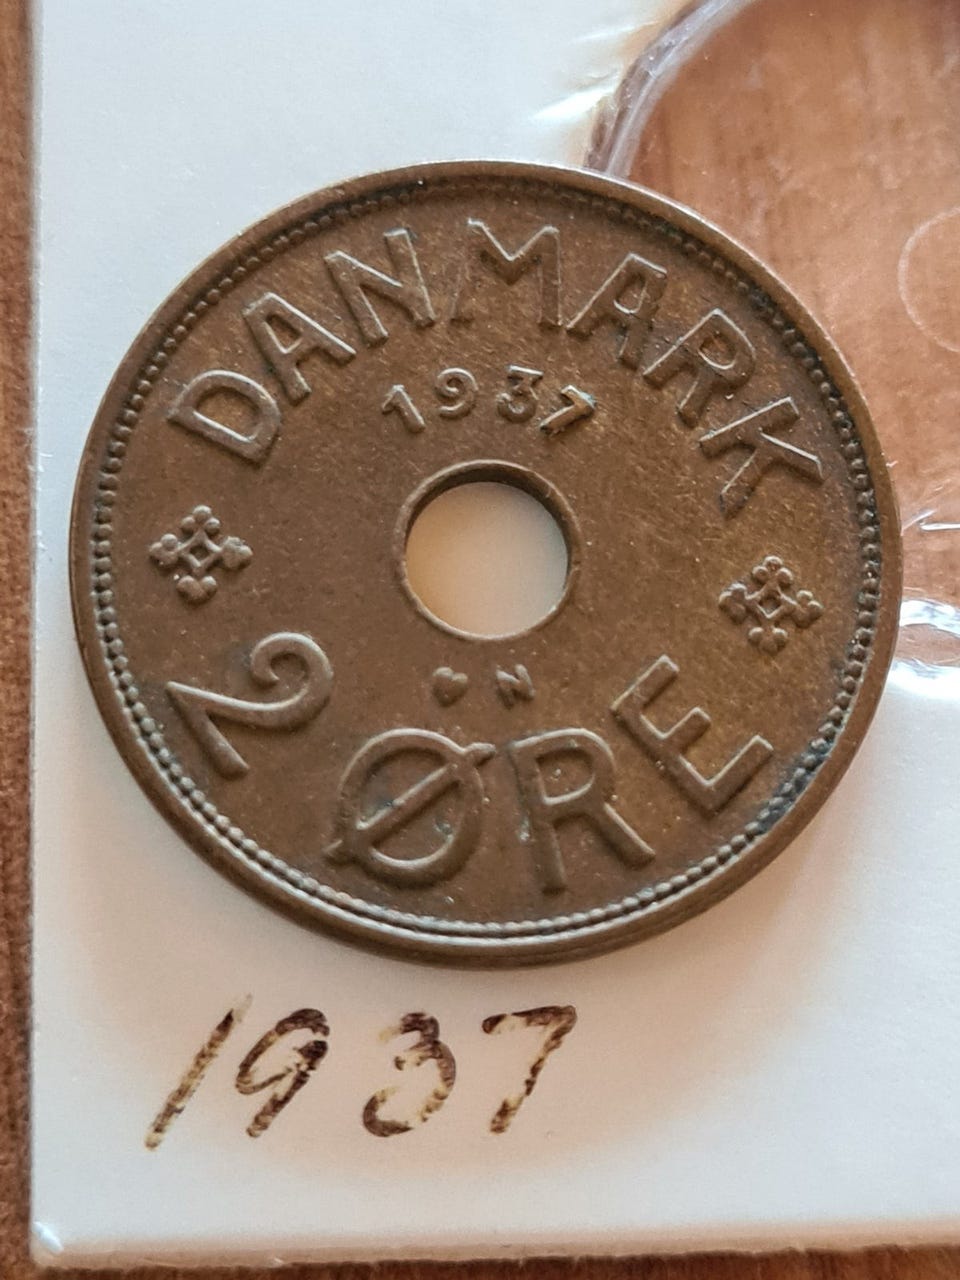 DANMARK
1937
♥ N
2 ØRE
1937